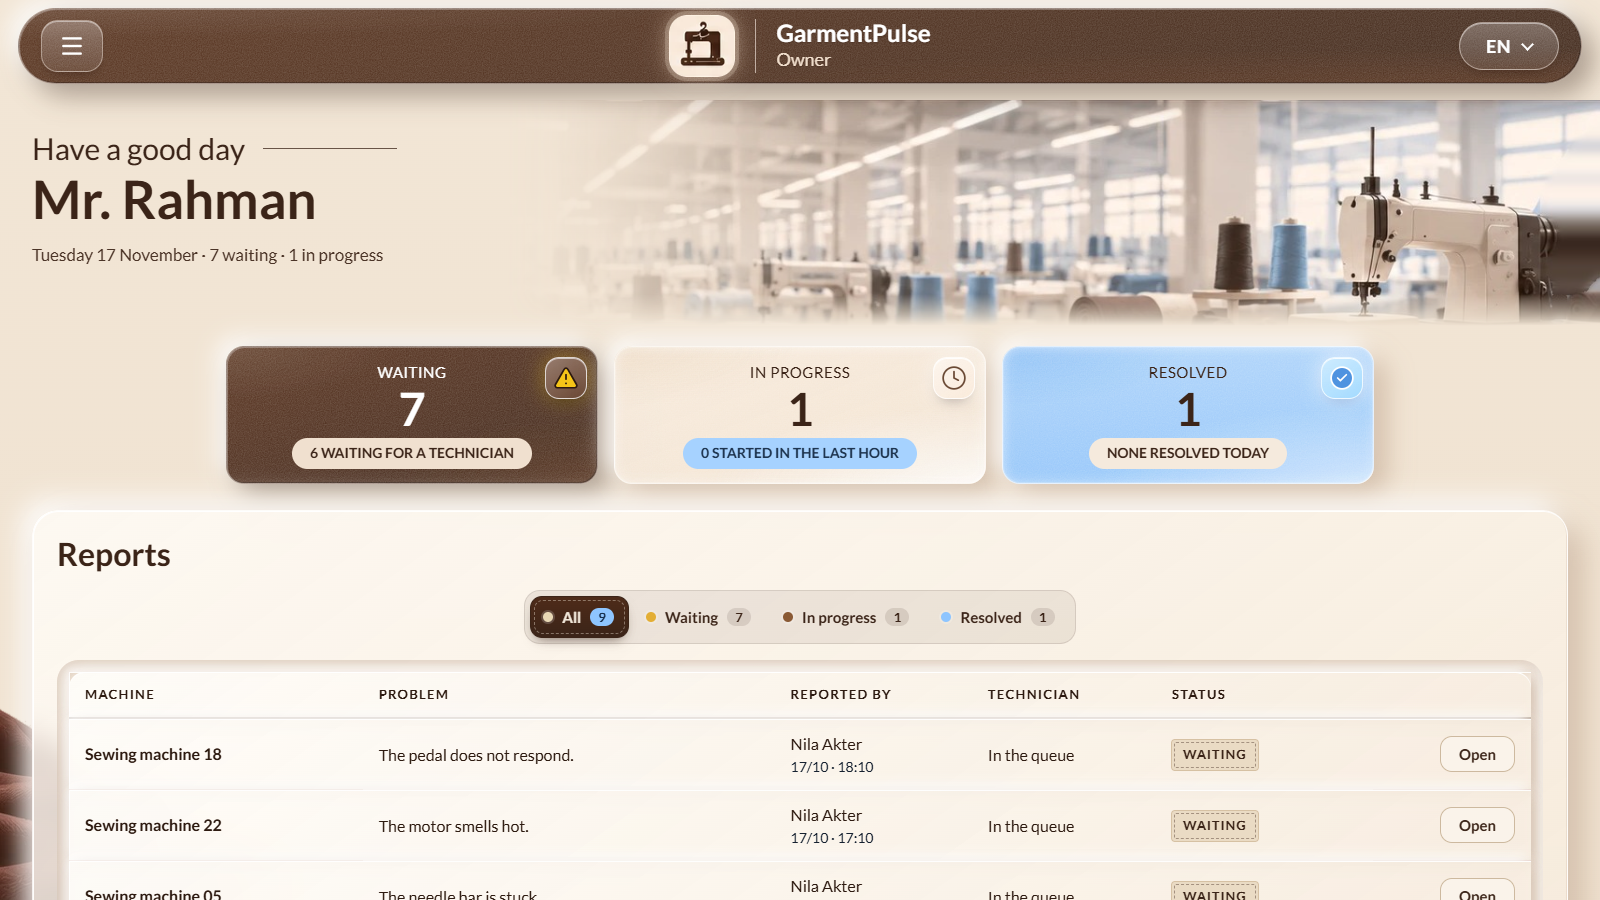 GarmentPulse
Owner
EN
Have a good day
Mr. Rahman
Tuesday 17 November · 7 waiting · 1 in progress
WAITING
7
6 WAITING FOR A TECHNICIAN
IN PROGRESS
1
0 STARTED IN THE LAST HOUR
RESOLVED
1
NONE RESOLVED TODAY
Reports
All 9 Waiting 7 In progress 1 Resolved 1
MACHINE PROBLEM REPORTED BY TECHNICIAN STATUS
Sewing machine 18 The pedal does not respond. Nila Akter In the queue WAITING Open
17/10 · 18:10
Sewing machine 22 The motor smells hot. Nila Akter In the queue WAITING Open
17/10 · 17:10
Sewing machine 05 The needle bar is stuck. Nila Akter In the queue WAITING Open